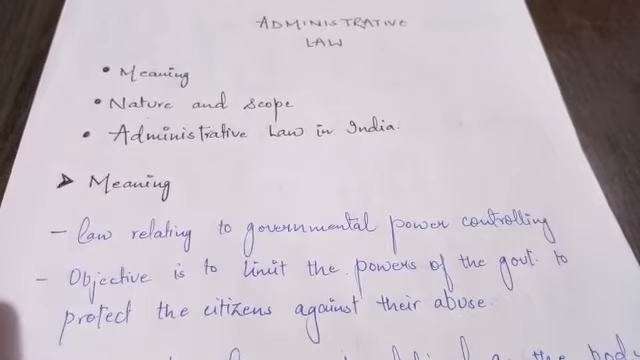 ADMINISTRATIVE
LAW
• Meaning
• Nature and scope
• Administrative Law in India.
➤ Meaning
- Law relating to governmental power controlling
- Objective is to limit the powers of the govt. to
protect the citizens against their abuse.